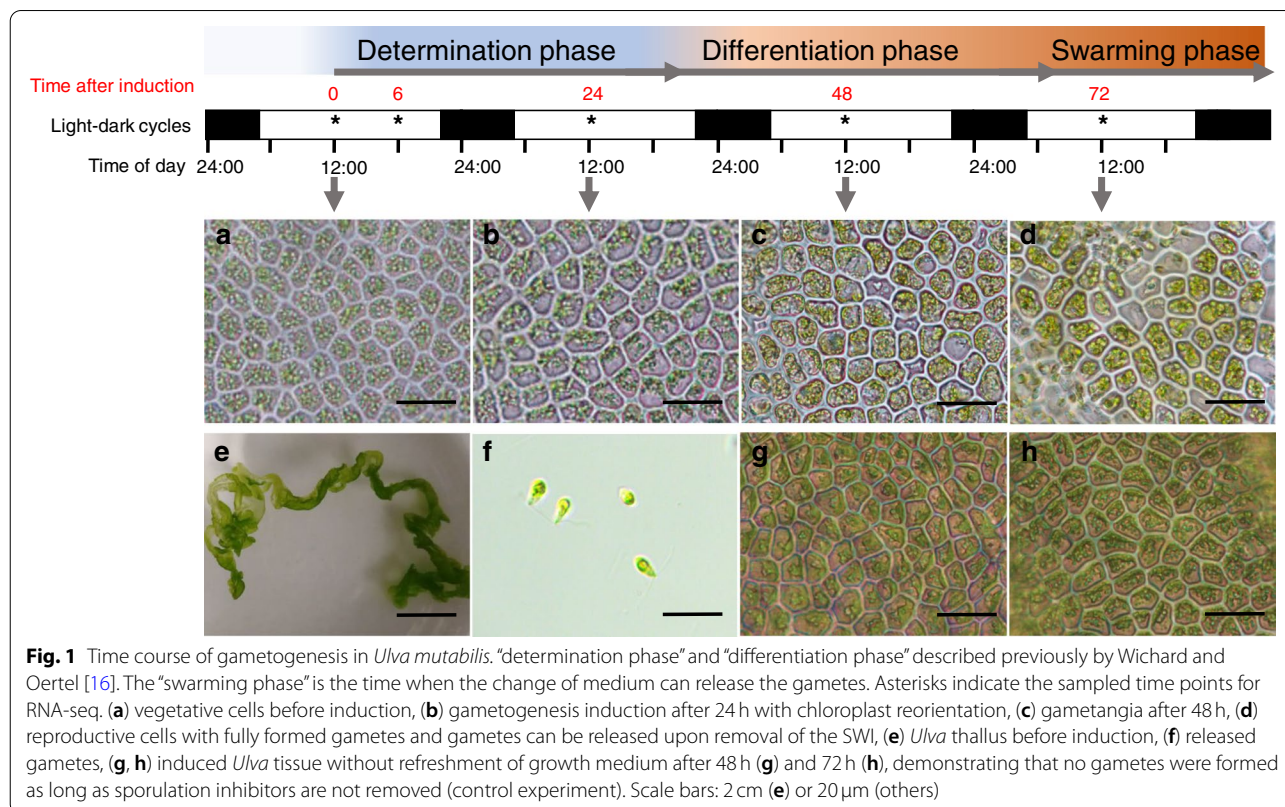 Determination phase Differentiation phase Swarming phase
Time after induction 0 6 24 48 72
Light-dark cycles * * * * *
Time of day 24:00 12:00 24:00 12:00 24:00 12:00 24:00 12:00
a b c d
e f g h
Fig. 1 Time course of gametogenesis in Ulva mutabilis. “determination phase” and “differentiation phase” described previously by Wichard and
Oertel [16]. The “swarming phase” is the time when the change of medium can release the gametes. Asterisks indicate the sampled time points for
RNA-seq. (a) vegetative cells before induction, (b) gametogenesis induction after 24 h with chloroplast reorientation, (c) gametangia after 48 h, (d)
reproductive cells with fully formed gametes and gametes can be released upon removal of the SWI, (e) Ulva thallus before induction, (f) released
gametes, (g, h) induced Ulva tissue without refreshment of growth medium after 48 h (g) and 72 h (h), demonstrating that no gametes were formed
as long as sporulation inhibitors are not removed (control experiment). Scale bars: 2 cm (e) or 20 μm (others)